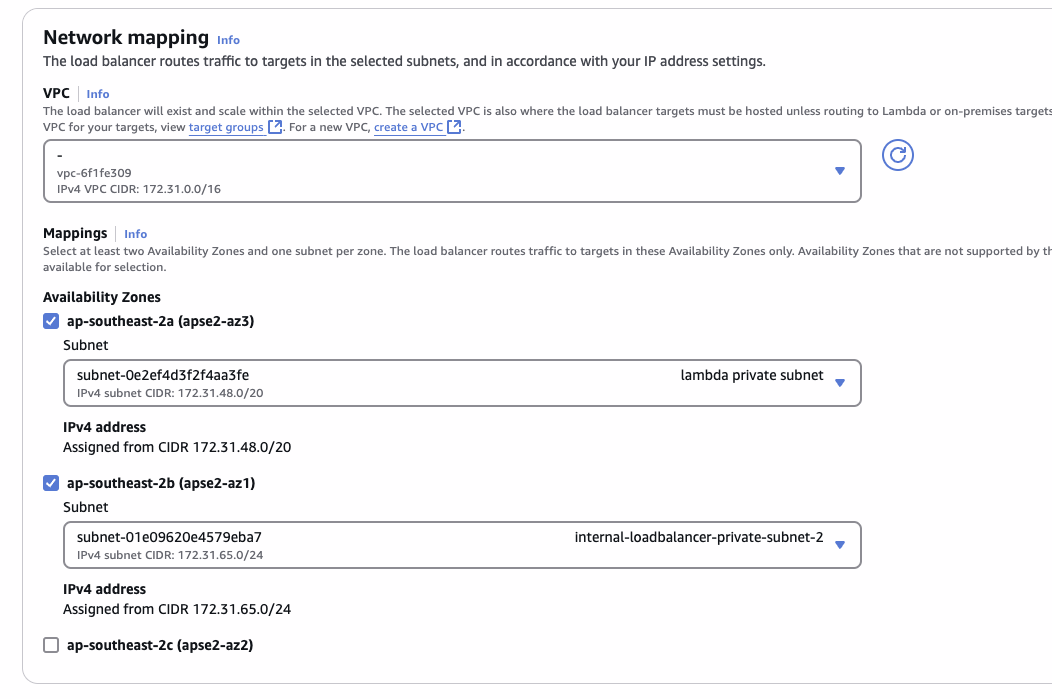 Network mapping Info
The load balancer routes traffic to targets in the selected subnets, and in accordance with your IP address settings.
VPC Info
The load balancer will exist and scale within the selected VPC. The selected VPC is also where the load balancer targets must be hosted unless routing to Lambda or on-premises targets
VPC for your targets, view target groups. For a new VPC, create a VPC.
-
vpc-6f1fe309
IPv4 VPC CIDR: 172.31.0.0/16
Mappings Info
Select at least two Availability Zones and one subnet per zone. The load balancer routes traffic to targets in these Availability Zones only. Availability Zones that are not supported by
available for selection.
Availability Zones
ap-southeast-2a (apse2-az3)
Subnet
subnet-0e2ef4d3f2f4aa3fe lambda private subnet
IPv4 subnet CIDR: 172.31.48.0/20
IPv4 address
Assigned from CIDR 172.31.48.0/20
ap-southeast-2b (apse2-az1)
Subnet
subnet-01e09620e4579eba7 internal-loadbalancer-private-subnet-2
IPv4 subnet CIDR: 172.31.65.0/24
IPv4 address
Assigned from CIDR 172.31.65.0/24
ap-southeast-2c (apse2-az2)